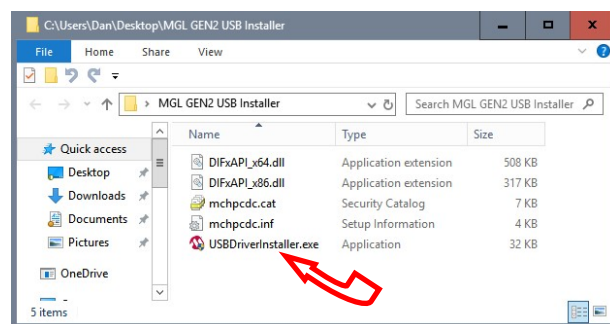 C:\Users\Dan\Desktop\MGL GEN2 USB Installer
File Home Share View
MGL GEN2 USB Installer Search MGL GEN2 USB Installer
Name Type Size
Quick access
Desktop
Downloads
Documents
Pictures
OneDrive
DIFxAPI_x64.dll Application extension 508 KB
DIFxAPI_x86.dll Application extension 317 KB
mchpcdc.cat Security Catalog 7 KB
mchpcdc.inf Setup Information 4 KB
USBDriverInstaller.exe Application 32 KB
5 items